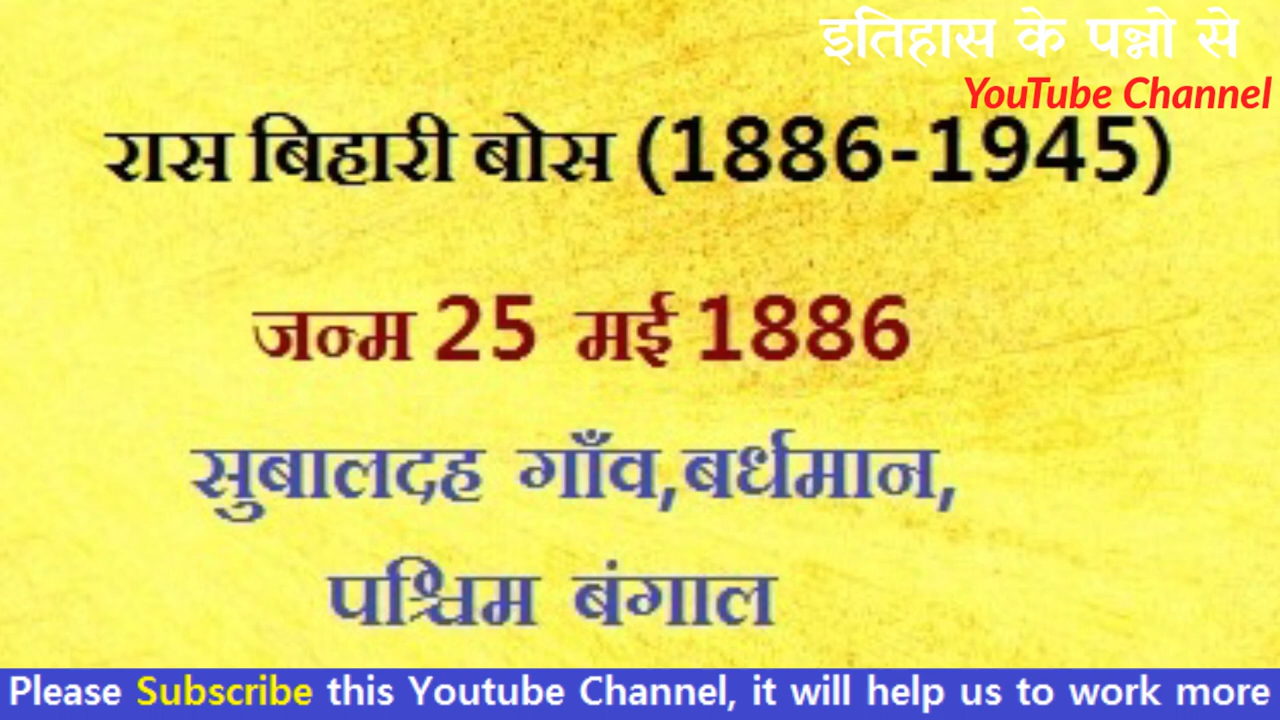 इतिहास के पन्नो से
YouTube Channel
रास बिहारी बोस (1886-1945)
जन्म 25 मई 1886
सुबालदह गाँव,बर्धमान,
पश्चिम बंगाल
Please Subscribe this Youtube Channel, it will help us to work more